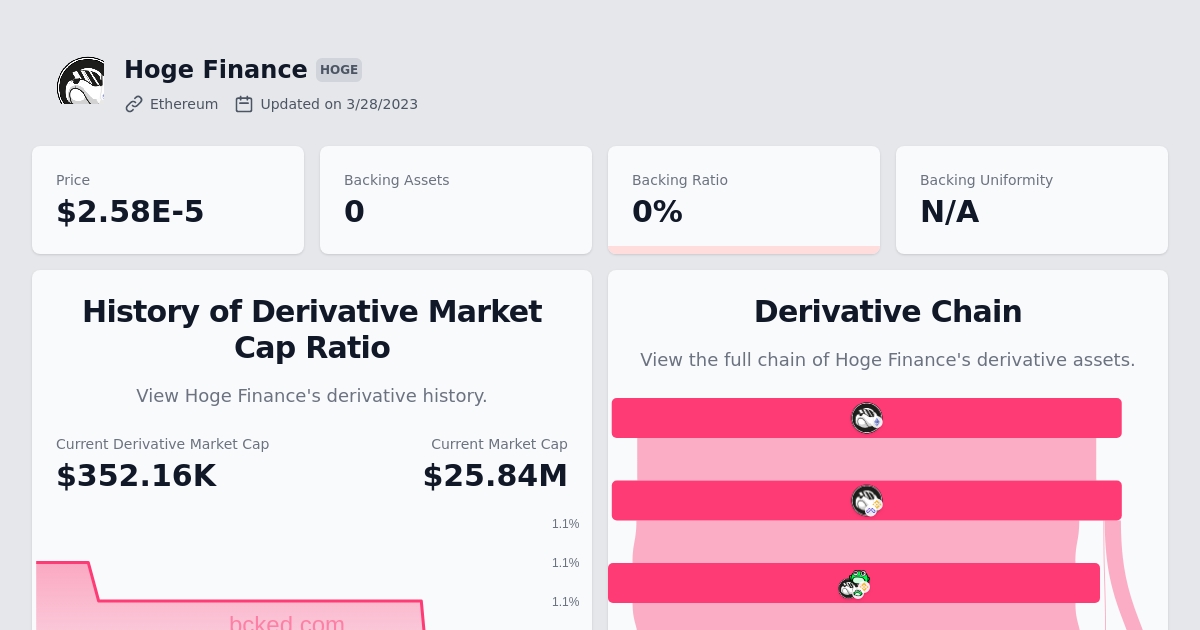 Hoge Finance HOGE
Ethereum Updated on 3/28/2023
Price
$2.58E-5
Backing Assets
0
Backing Ratio
0%
Backing Uniformity
N/A
History of Derivative Market
Cap Ratio
View Hoge Finance's derivative history.
Current Derivative Market Cap
$352.16K
Current Market Cap
$25.84M
1.1%
1.1%
1.1%
bcked.com
Derivative Chain
View the full chain of Hoge Finance's derivative assets.